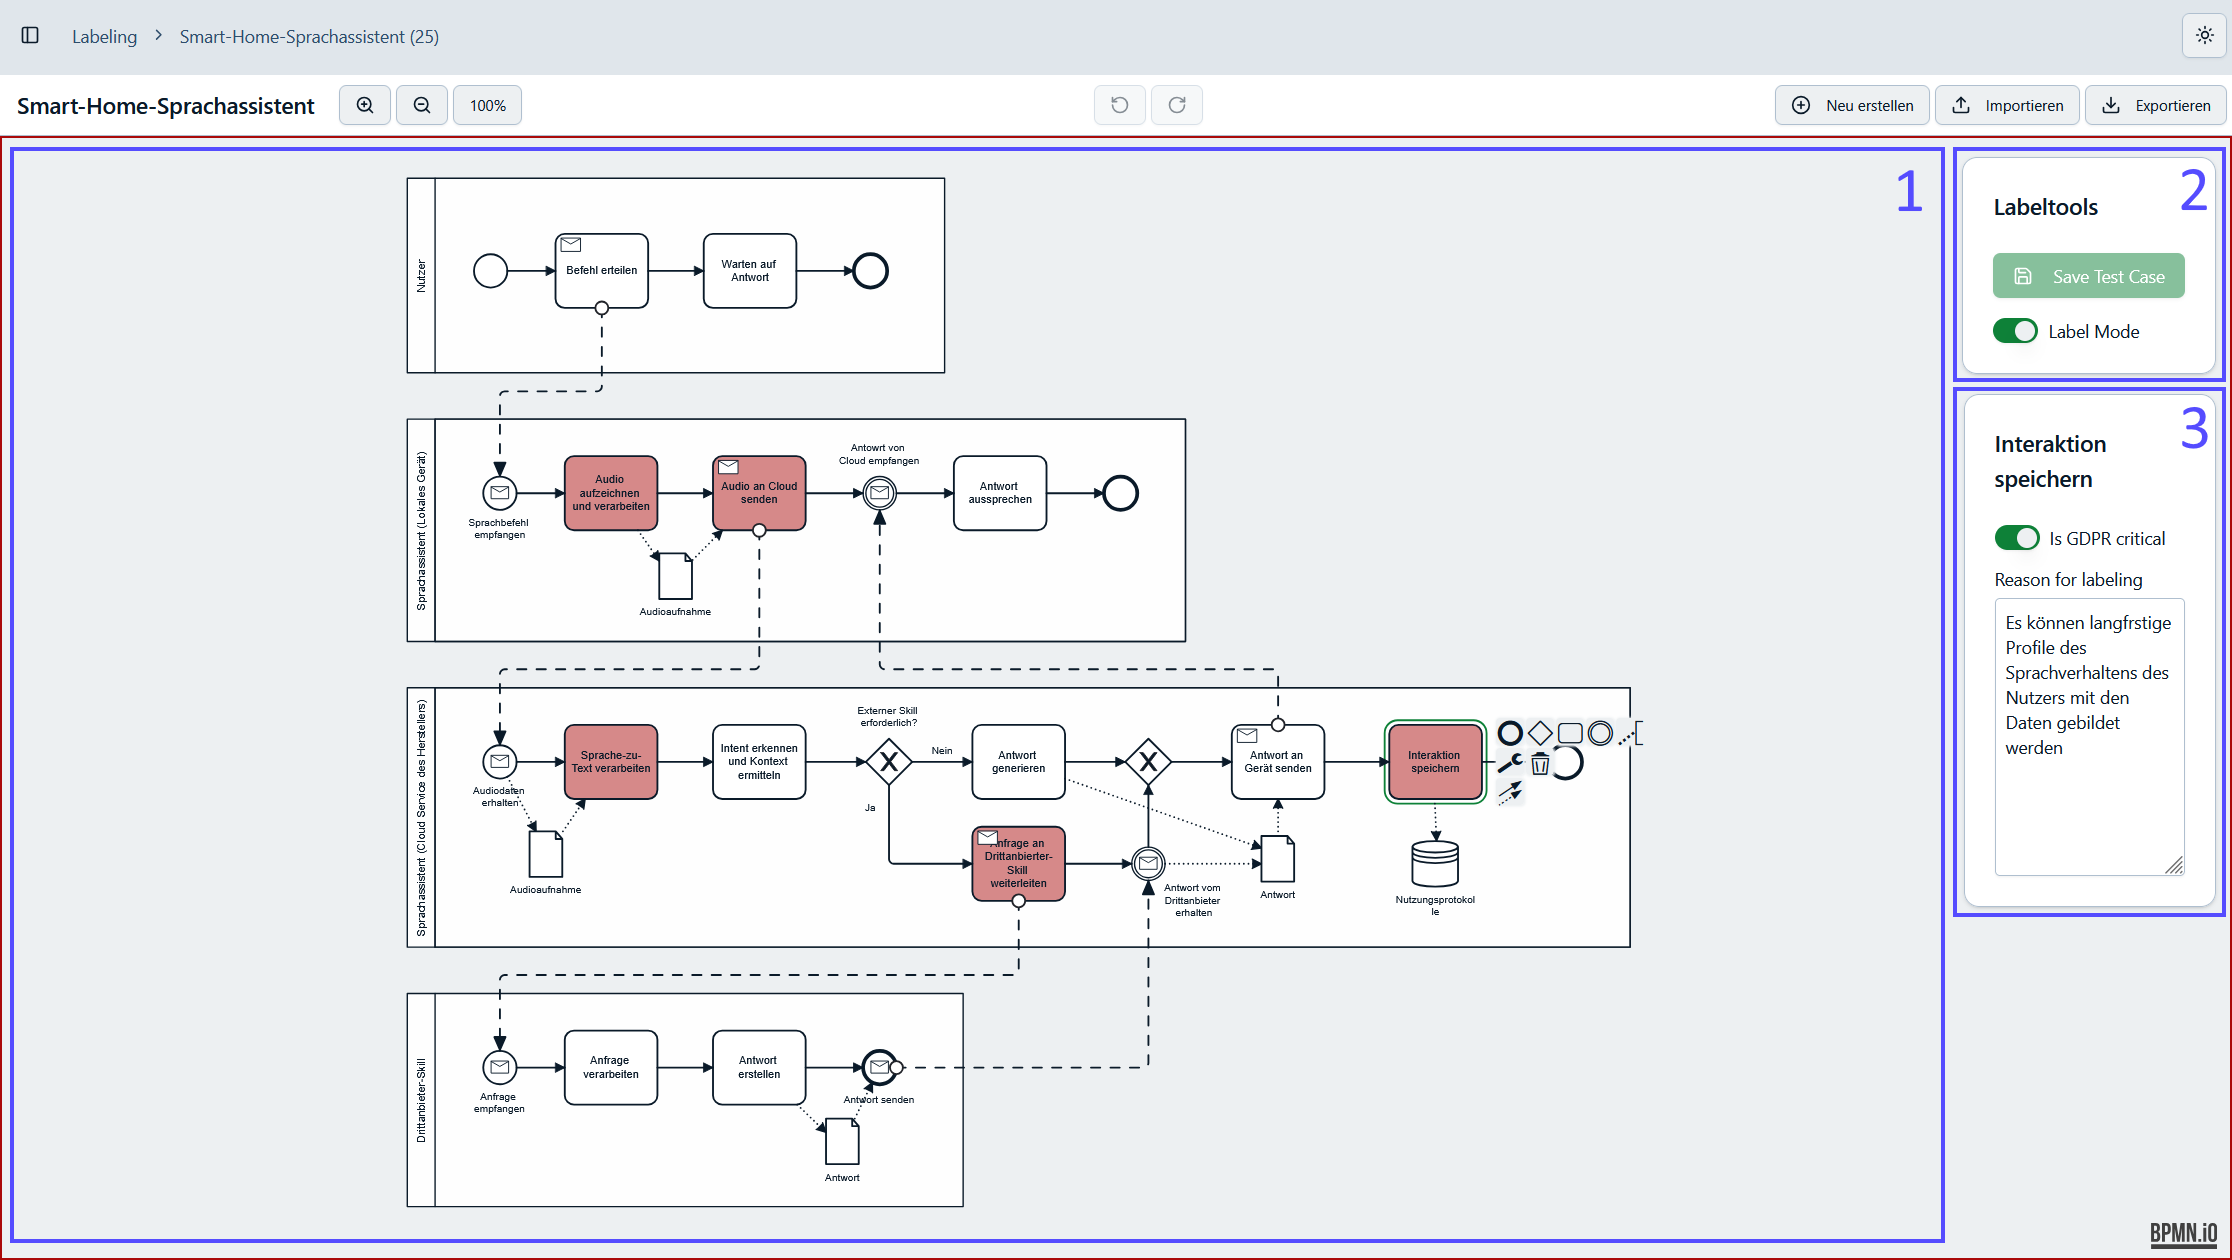 Labeling
Smart-Home-Sprachassistent (25)
Smart-Home-Sprachassistent
100%
Neu erstellen
Importieren
Exportieren
1
Nutzer
Befehl erteilen
Warten auf
Antwort
Sprachassistent (Lokales Gerät)
Sprachbefehl
empfangen
Audio
aufzeichnen
und verarbeiten
Audio an Cloud
senden
Audioaufnahme
Antowrt von
Cloud empfangen
Antwort
aussprechen
Sprachassistent (Cloud Service des Herstellers)
Audiodaten
erhalten
Audioaufnahme
Sprache-zu-
Text verarbeiten
Intent erkennen
und Kontext
ermitteln
Externer Skill
erforderlich?
Nein
Ja
Antwort
generieren
Anfrage an
Drittanbierter-
Skill
weiterleiten
Antwort vom
Drittanbieter
erhalten
Antwort an
Gerät senden
Antwort
Interaktion
speichern
Nutzungsprotokol
le
Drittanbieter-Skill
Anfrage
empfangen
Anfrage
verarbeiten
Antwort
erstellen
Antwort senden
Antwort
2
Labeltools
Save Test Case
Label Mode
3
Interaktion
speichern
Is GDPR critical
Reason for labeling
Es können langfrstige
Profile des
Sprachverhaltens des
Nutzers mit den
Daten gebildet
werden
BPMN.iO